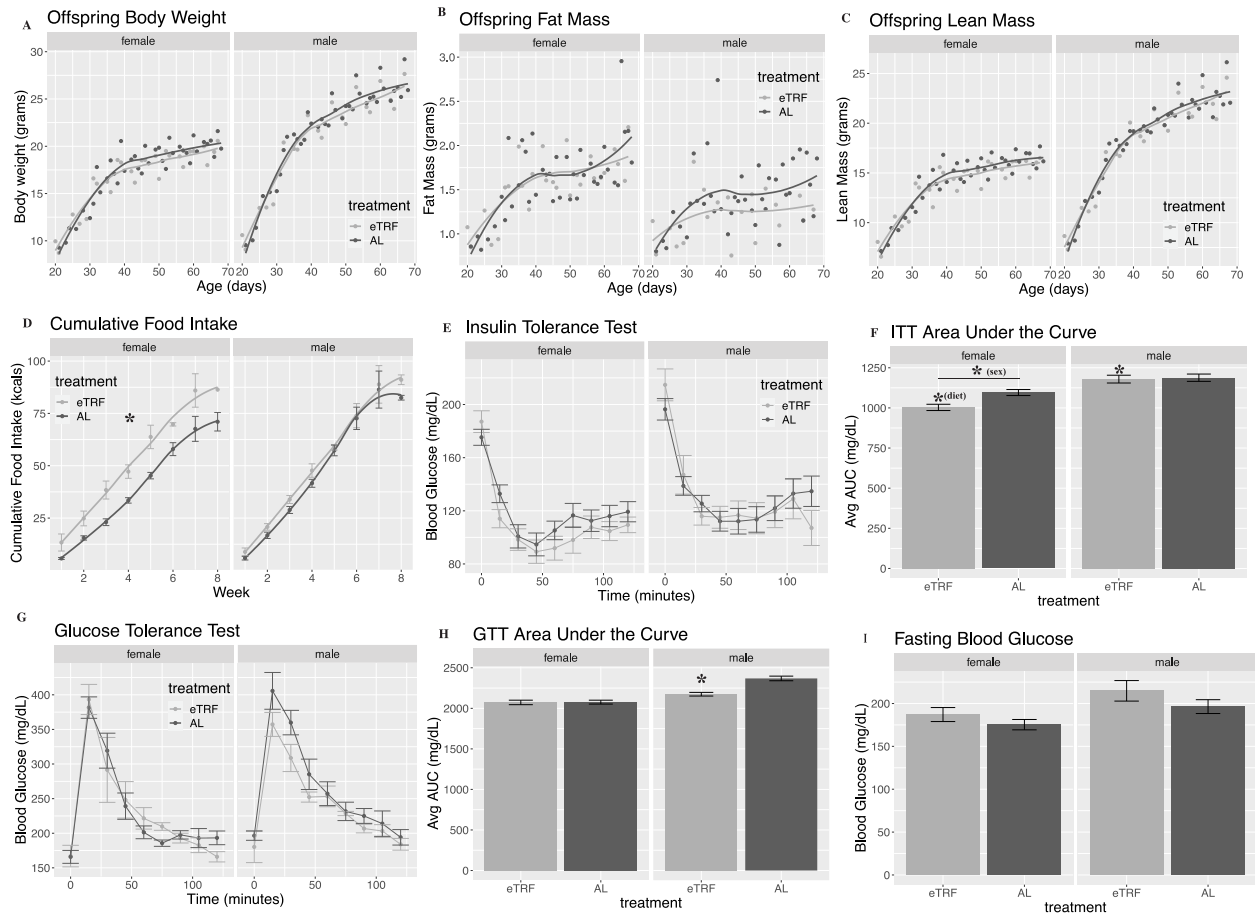 A Offspring Body Weight
female male
Body weight (grams)
30
25
20
15
10
treatment
eTRF
AL
20 30 40 50 60 70 20 30 40 50 60 70
Age (days)
B Offspring Fat Mass
female male
Fat Mass (grams)
3.0
2.5
2.0
1.5
1.0
treatment
eTRF
AL
20 30 40 50 60 70 20 30 40 50 60 70
Age (days)
C Offspring Lean Mass
female male
Lean Mass (grams)
25
20
15
10
treatment
eTRF
AL
20 30 40 50 60 70 20 30 40 50 60 70
Age (days)
D Cumulative Food Intake
female male
Cumulative Food Intake (kcals)
100
75
50
25
treatment
eTRF
AL
*
2 4 6 8 2 4 6 8
Week
E Insulin Tolerance Test
female male
Blood Glucose (mg/dL)
200
160
120
80
treatment
eTRF
AL
0 50 100 0 50 100
Time (minutes)
F ITT Area Under the Curve
female male
Avg AUC (mg/dL)
1250
1000
750
500
250
0
* (sex)
*(diet)
*
eTRF AL eTRF AL
treatment
G Glucose Tolerance Test
female male
Blood Glucose (mg/dL)
400
350
300
250
200
150
treatment
eTRF
AL
0 50 100 0 50 100
Time (minutes)
H GTT Area Under the Curve
female male
Avg AUC (mg/dL)
2500
2000
1500
1000
500
0
*
eTRF AL eTRF AL
treatment
I Fasting Blood Glucose
female male
Blood Glucose (mg/dL)
200
150
100
50
0
eTRF AL eTRF AL
treatment